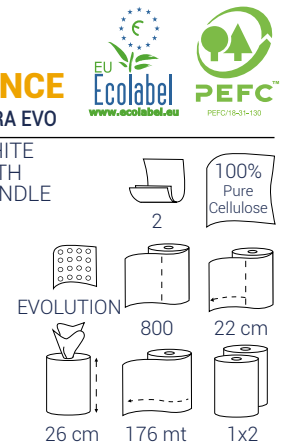 EU
Ecolabel
www.ecolabel.eu
PEFC™
PEFC/18-31-130
NCE
RA EVO
HITE
TH
NDLE
2
100%
Pure
Cellulose
EVOLUTION
800
22 cm
26 cm
176 mt
1x2